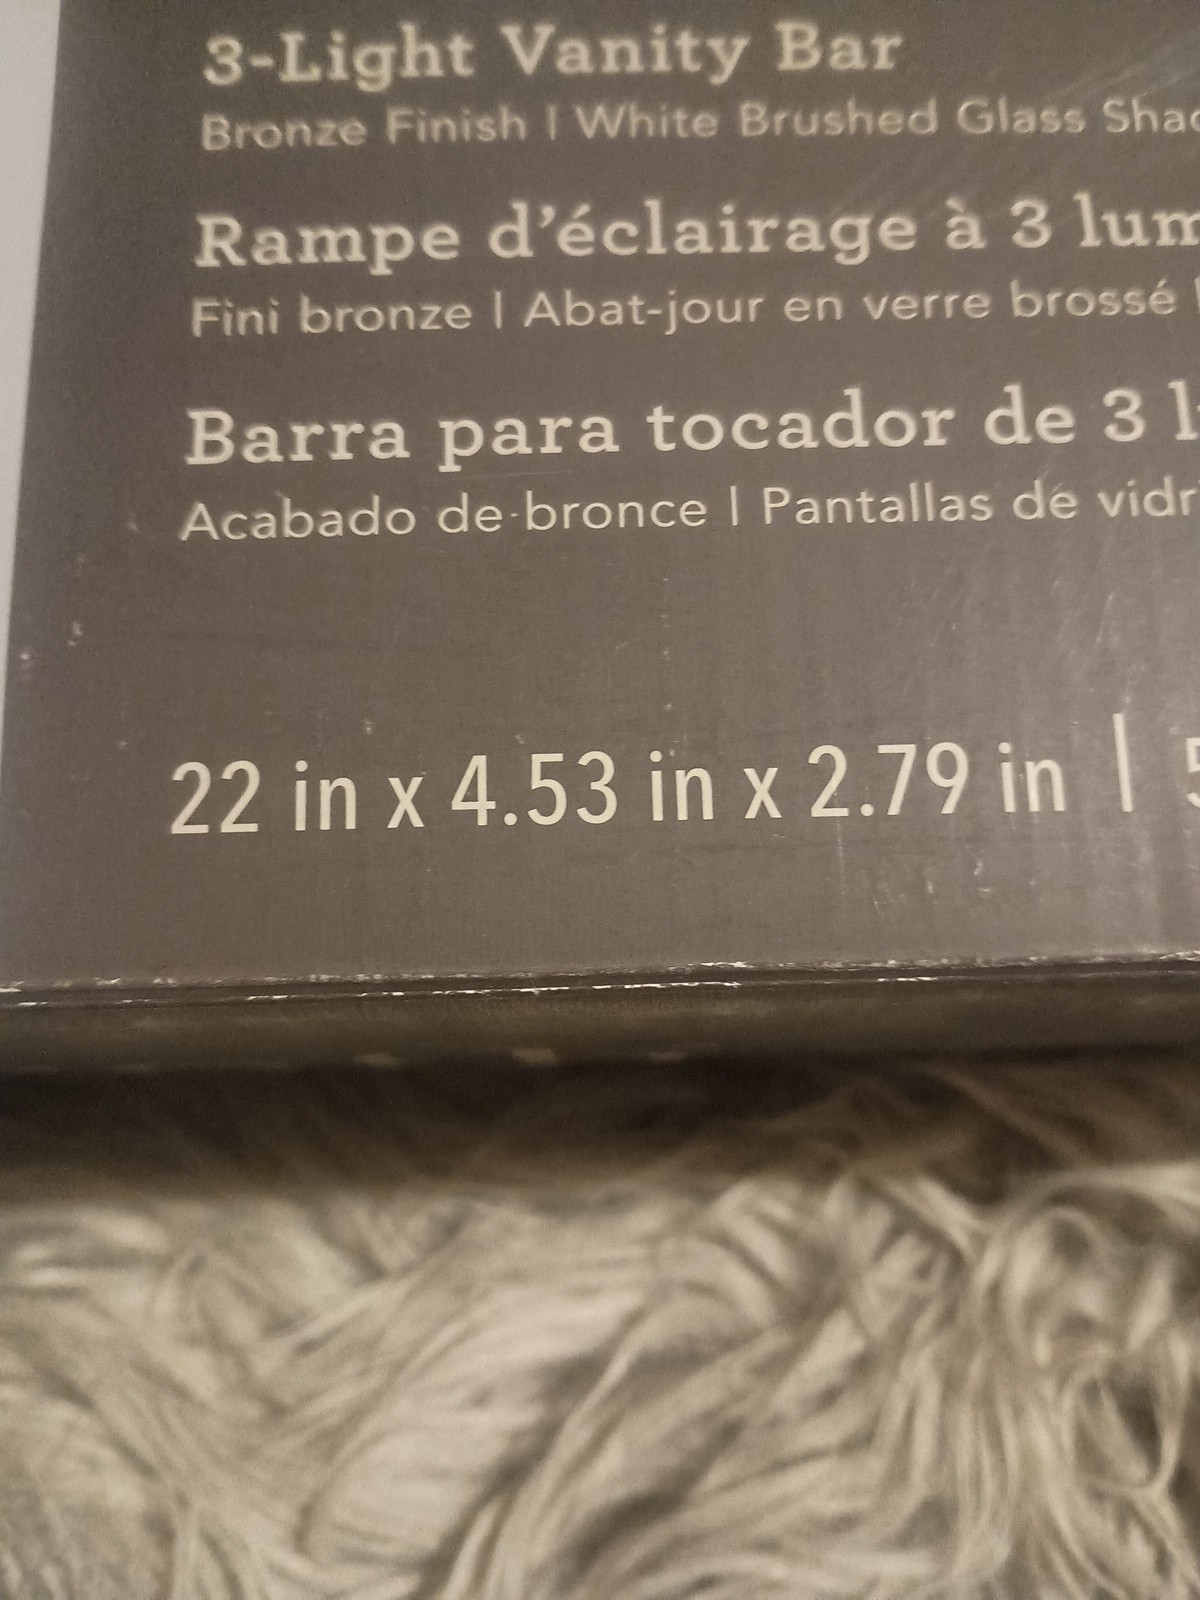 3-Light Vanity Bar
Bronze Finish | White Brushed Glass
Rampe d'éclairage à 3
Fini bronze | Abat-jour en verre brossé
Barra para tocador de 3
Acabado de bronce | Pantallas de
22 in x 4.53 in x 2.79 in |